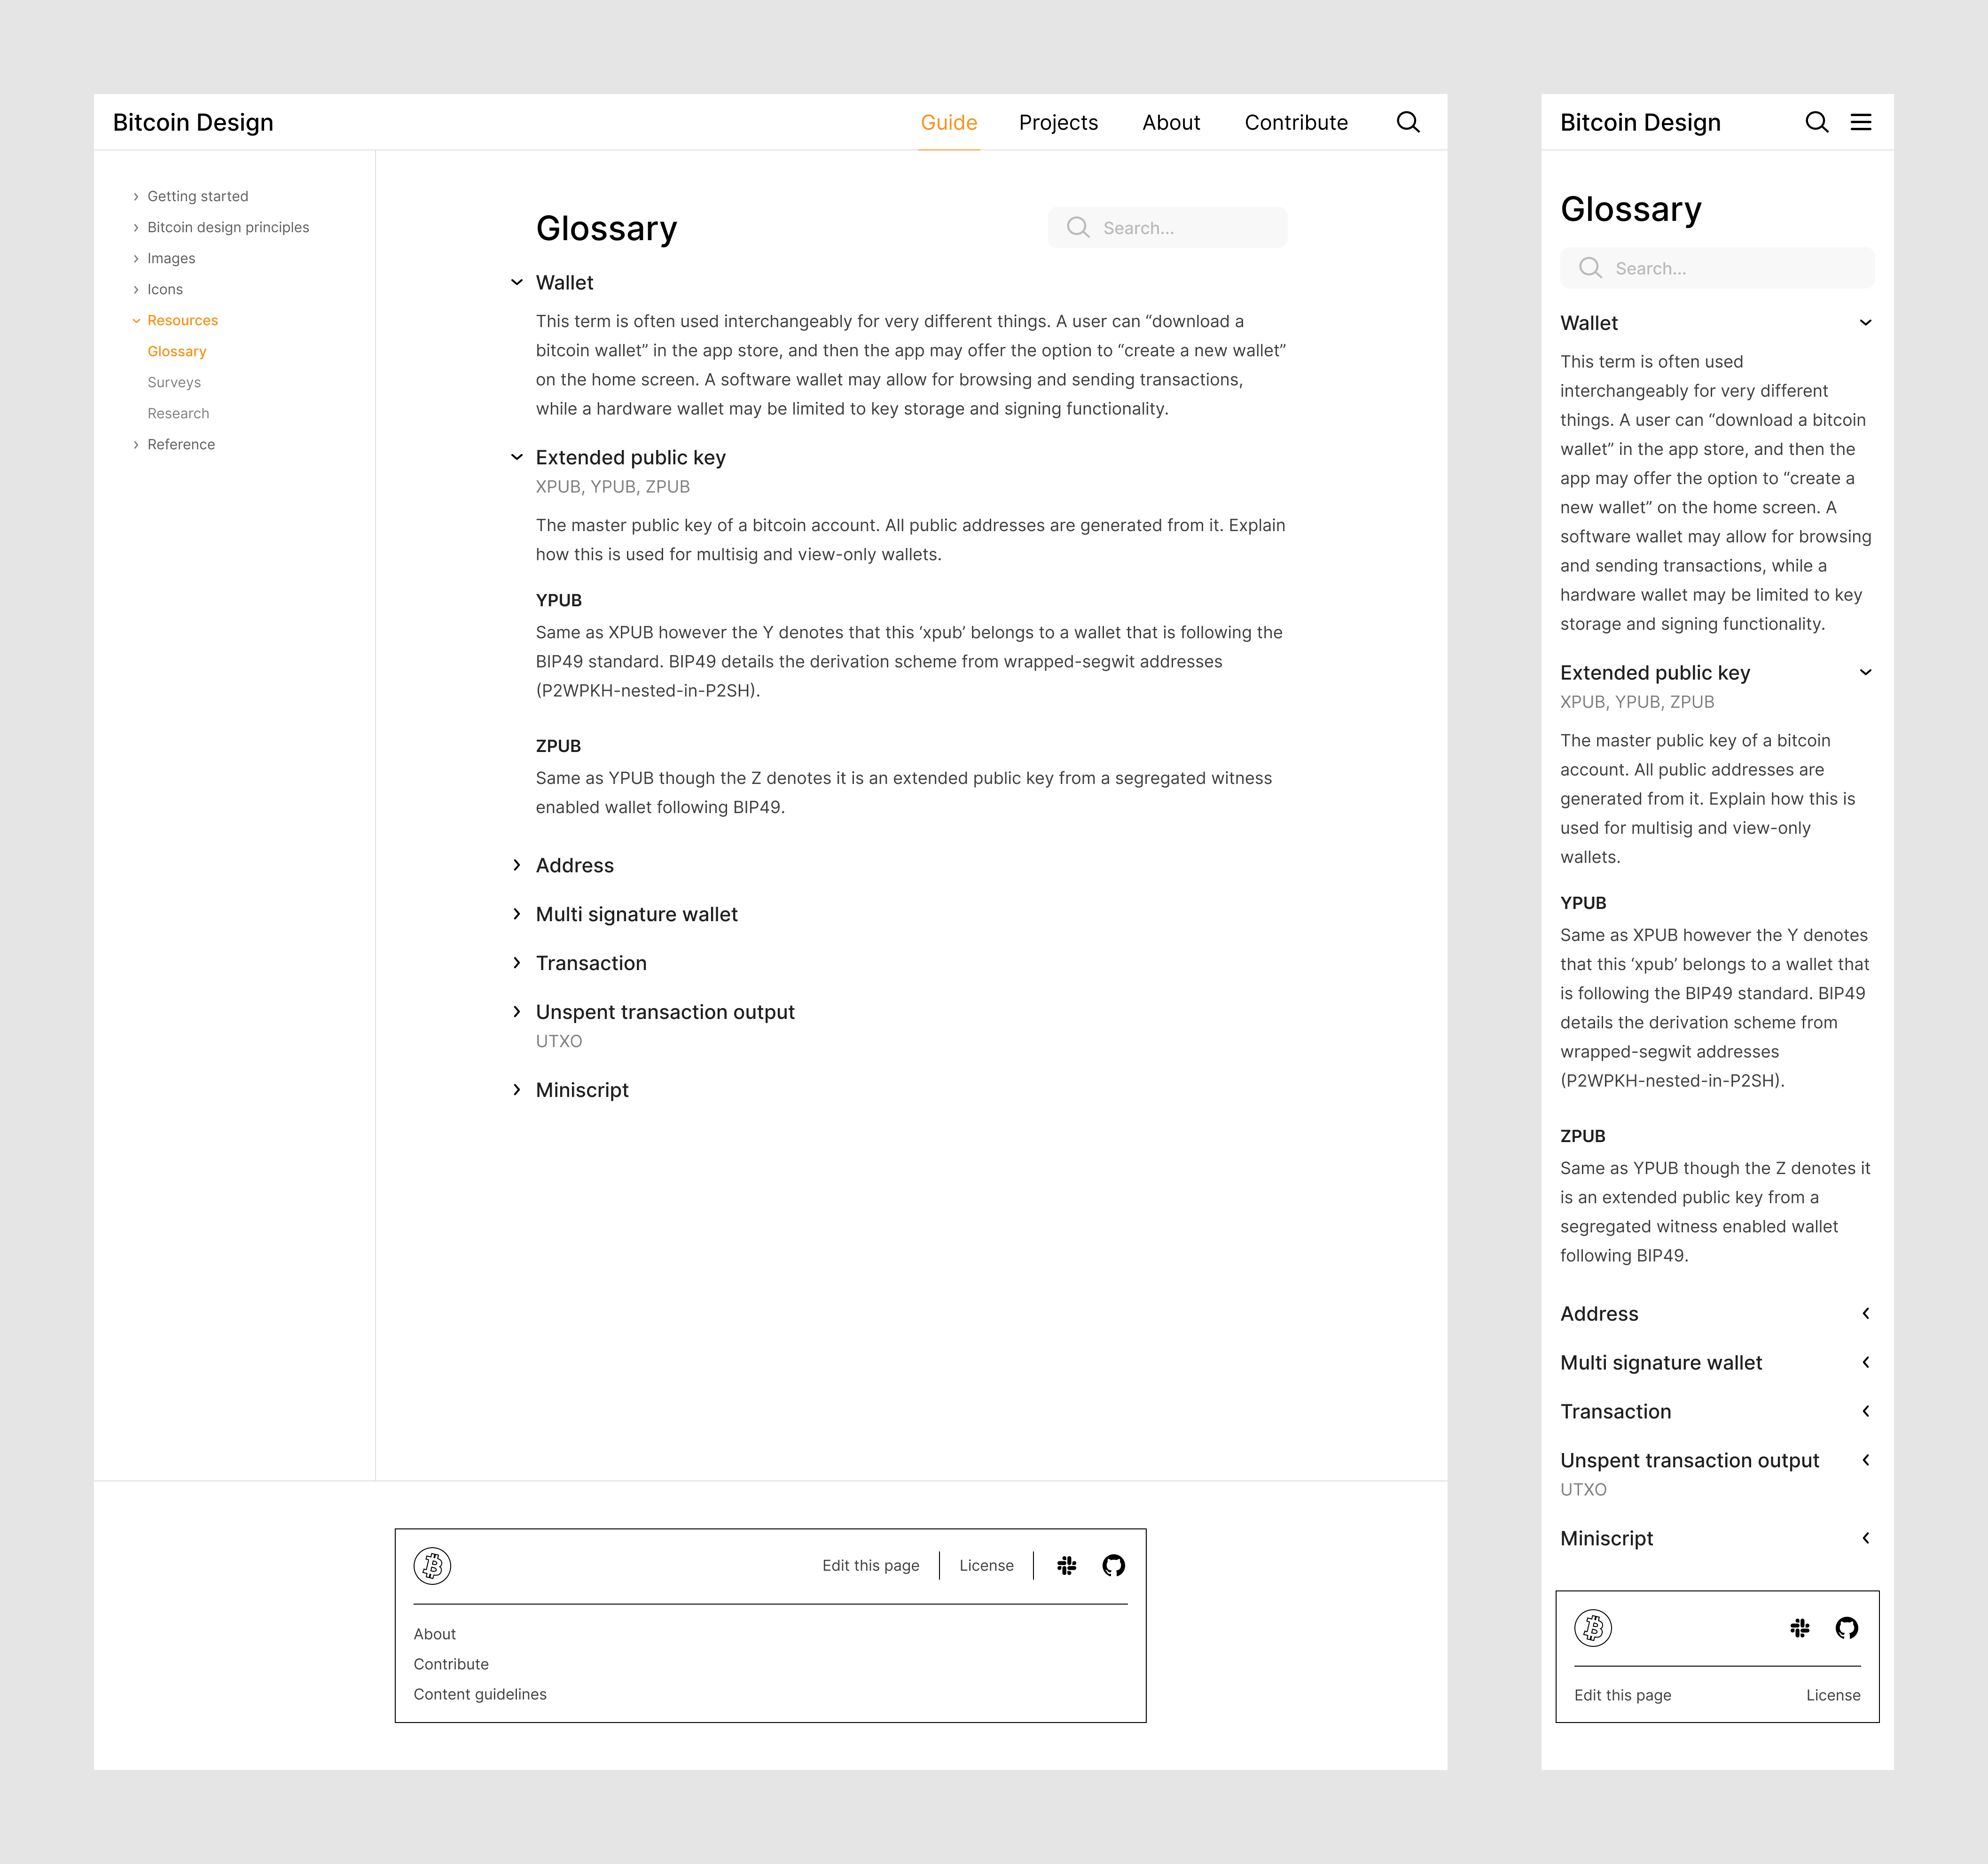 Bitcoin Design
Guide
Projects
About
Contribute
Getting started
Bitcoin design principles
Images
Icons
Resources
Glossary
Surveys
Research
Reference
Glossary
Search...
Wallet
This term is often used interchangeably for very different things. A user can “download a
bitcoin wallet” in the app store, and then the app may offer the option to “create a new wallet”
on the home screen. A software wallet may allow for browsing and sending transactions,
while a hardware wallet may be limited to key storage and signing functionality.
Extended public key
XPUB, YPUB, ZPUB
The master public key of a bitcoin account. All public addresses are generated from it. Explain
how this is used for multisig and view-only wallets.
YPUB
Same as XPUB however the Y denotes that this ‘xpub’ belongs to a wallet that is following the
BIP49 standard. BIP49 details the derivation scheme from wrapped-segwit addresses
(P2WPKH-nested-in-P2SH).
ZPUB
Same as YPUB though the Z denotes it is an extended public key from a segregated witness
enabled wallet following BIP49.
Address
Multi signature wallet
Transaction
Unspent transaction output
UTXO
Miniscript
Edit this page
License
About
Contribute
Content guidelines
Bitcoin Design
Glossary
Search...
Wallet
This term is often used
interchangeably for very different
things. A user can “download a bitcoin
wallet” in the app store, and then the
app may offer the option to “create a
new wallet” on the home screen. A
software wallet may allow for browsing
and sending transactions, while a
hardware wallet may be limited to key
storage and signing functionality.
Extended public key
XPUB, YPUB, ZPUB
The master public key of a bitcoin
account. All public addresses are
generated from it. Explain how this is
used for multisig and view-only
wallets.
YPUB
Same as XPUB however the Y denotes
that this ‘xpub’ belongs to a wallet that
is following the BIP49 standard. BIP49
details the derivation scheme from
wrapped-segwit addresses
(P2WPKH-nested-in-P2SH).
ZPUB
Same as YPUB though the Z denotes it
is an extended public key from a
segregated witness enabled wallet
following BIP49.
Address
Multi signature wallet
Transaction
Unspent transaction output
UTXO
Miniscript
Edit this page
License